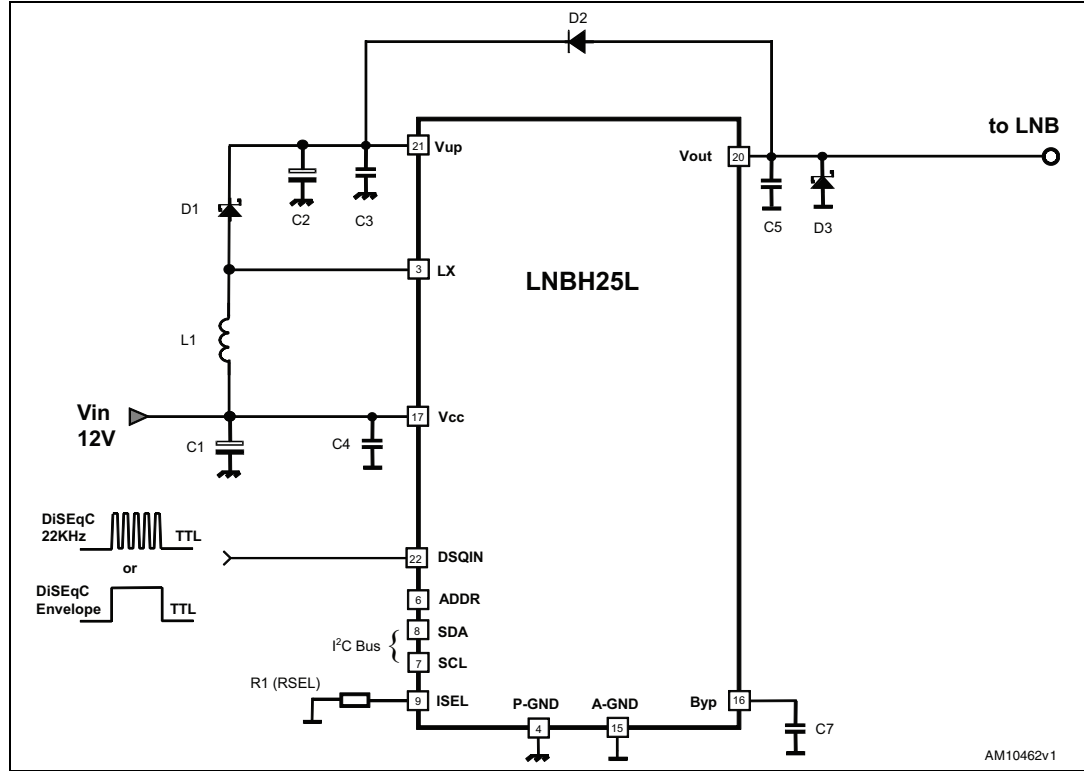 D2
to LNB
21 Vup
Vout 20
D1
C2
C3
C5
D3
3 LX
LNBH25L
L1
Vin
12V
17 Vcc
C1
C4
DiSEqC
22KHz
TTL
or
DiSEqC
Envelope
TTL
22 DSQIN
6 ADDR
8 SDA
I²C Bus {
7 SCL
R1 (RSEL)
9 ISEL
P-GND
A-GND
4
15
Byp 16
C7
AM10462v1